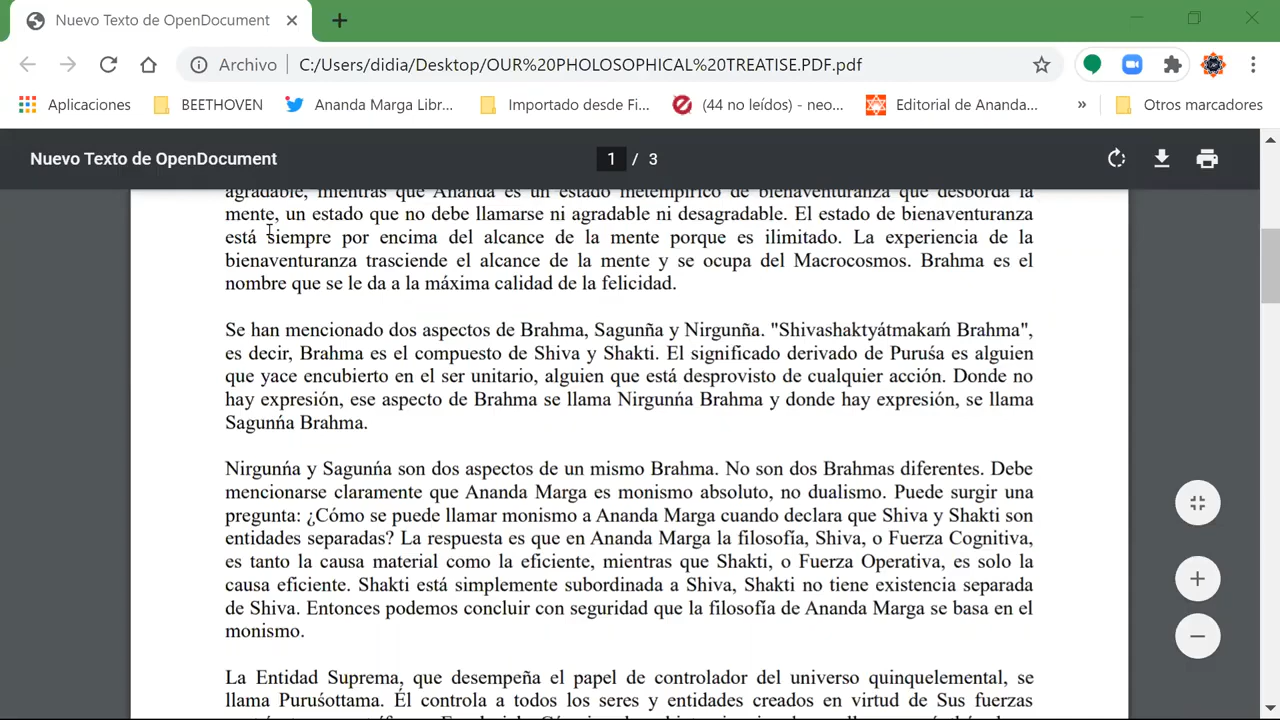 Nuevo Texto de OpenDocument
Archivo C:/Users/didia/Desktop/OUR%20PHOLOSOPHICAL%20TREATISE.PDF.pdf
Aplicaciones BEETHOVEN Ananda Marga Libr... Importado desde Fi... (44 no leídos) - neo... Editorial de Ananda... » Otros marcadores
Nuevo Texto de OpenDocument 1 / 3
agradable, mientras que Ananda es un estado metempírico de bienaventuranza que desborda la
mente, un estado que no debe llamarse ni agradable ni desagradable. El estado de bienaventuranza
está siempre por encima del alcance de la mente porque es ilimitado. La experiencia de la
bienaventuranza trasciende el alcance de la mente y se ocupa del Macrocosmos. Brahma es el
nombre que se le da a la máxima calidad de la felicidad.
Se han mencionado dos aspectos de Brahma, Sagunña y Nirgunña. "Shivashaktyátmakaḿ Brahma",
es decir, Brahma es el compuesto de Shiva y Shakti. El significado derivado de Puruśa es alguien
que yace encubierto en el ser unitario, alguien que está desprovisto de cualquier acción. Donde no
hay expresión, ese aspecto de Brahma se llama Nirgunńa Brahma y donde hay expresión, se llama
Sagunńa Brahma.
Nirgunńa y Sagunńa son dos aspectos de un mismo Brahma. No son dos Brahmas diferentes. Debe
mencionarse claramente que Ananda Marga es monismo absoluto, no dualismo. Puede surgir una
pregunta: ¿Cómo se puede llamar monismo a Ananda Marga cuando declara que Shiva y Shakti son
entidades separadas? La respuesta es que en Ananda Marga la filosofía, Shiva, o Fuerza Cognitiva,
es tanto la causa material como la eficiente, mientras que Shakti, o Fuerza Operativa, es solo la
causa eficiente. Shakti está simplemente subordinada a Shiva, Shakti no tiene existencia separada
de Shiva. Entonces podemos concluir con seguridad que la filosofía de Ananda Marga se basa en el
monismo.
La Entidad Suprema, que desempeña el papel de controlador del universo quinquelemental, se
llama Puruśottama. Él controla a todos los seres y entidades creados en virtud de Sus fuerzas